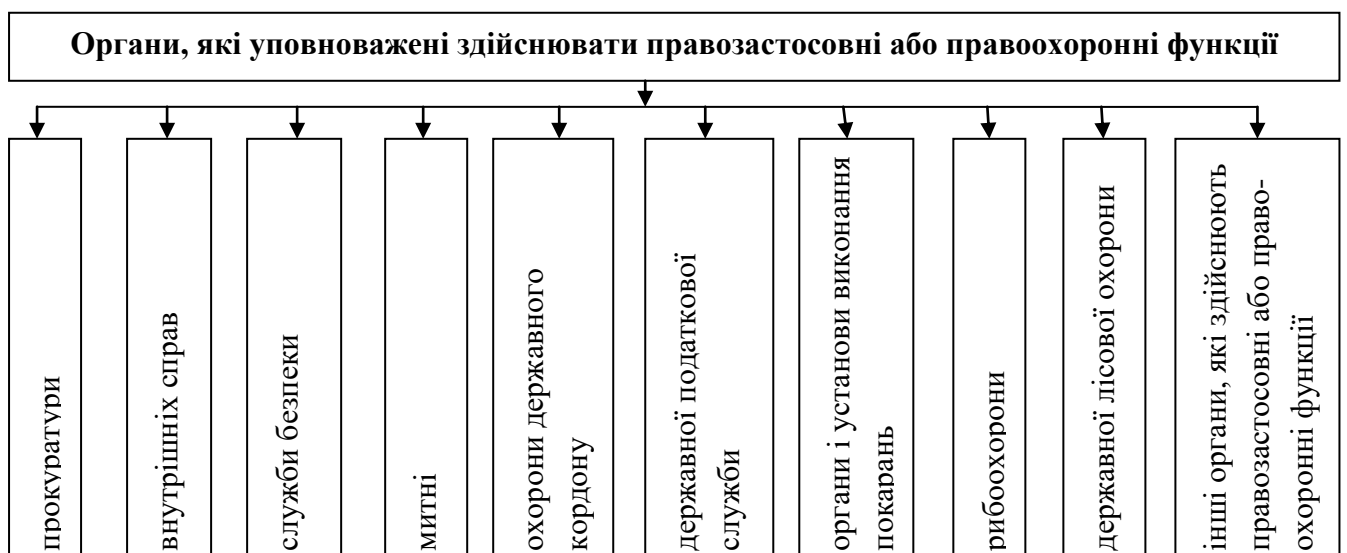 Органи, які уповноважені здійснювати правозастосовні або правоохоронні функції
прокуратури
внутрішніх справ
служби безпеки
митні
охорони державного
кордону
державної податкової
служби
органи і установи виконання
покарань
рибоохорони
державної лісової охорони
інші органи, які здійснюють
правозастосовні або право-
охоронні функції